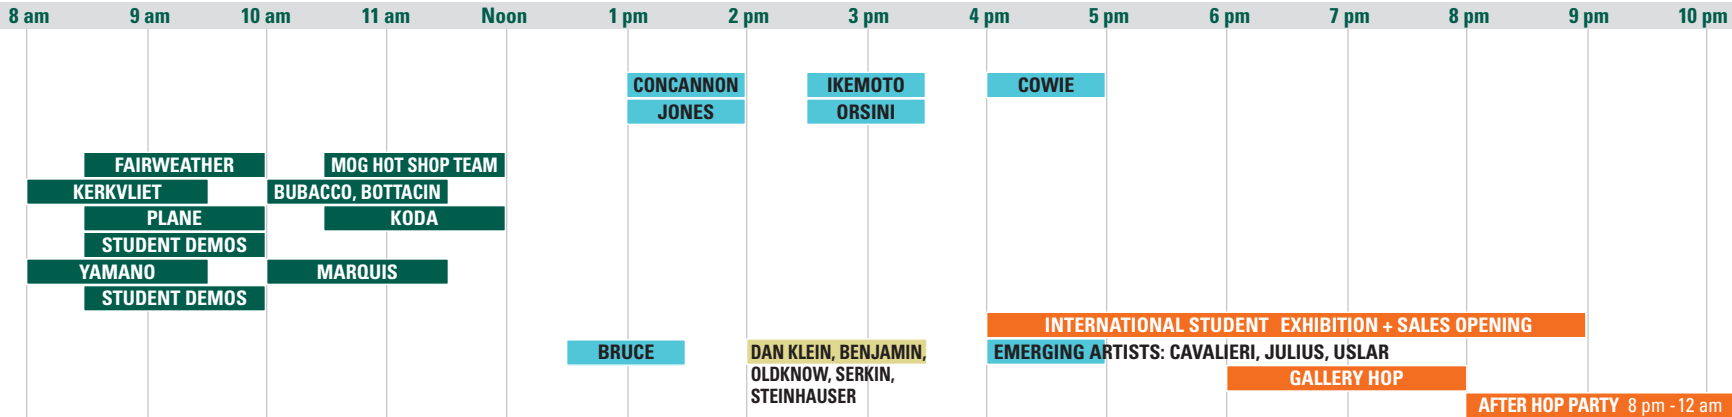 8 am 9 am 10 am 11 am Noon 1 pm 2 pm 3 pm 4 pm 5 pm 6 pm 7 pm 8 pm 9 pm 10 pm
CONCANNON IKEMOTO COWIE
JONES ORSINI
FAIRWEATHER MOG HOT SHOP TEAM
KERKVLIET BUBACCO, BOTTACIN
PLANE KODA
STUDENT DEMOS
YAMANO MARQUIS
STUDENT DEMOS
INTERNATIONAL STUDENT EXHIBITION + SALES OPENING
BRUCE DAN KLEIN, BENJAMIN, EMERGING ARTISTS: CAVALIERI, JULIUS, USLAR
OLDKNOW, SERKIN, GALLERY HOP
STEINHAUSER
AFTER HOP PARTY 8 pm - 12 am